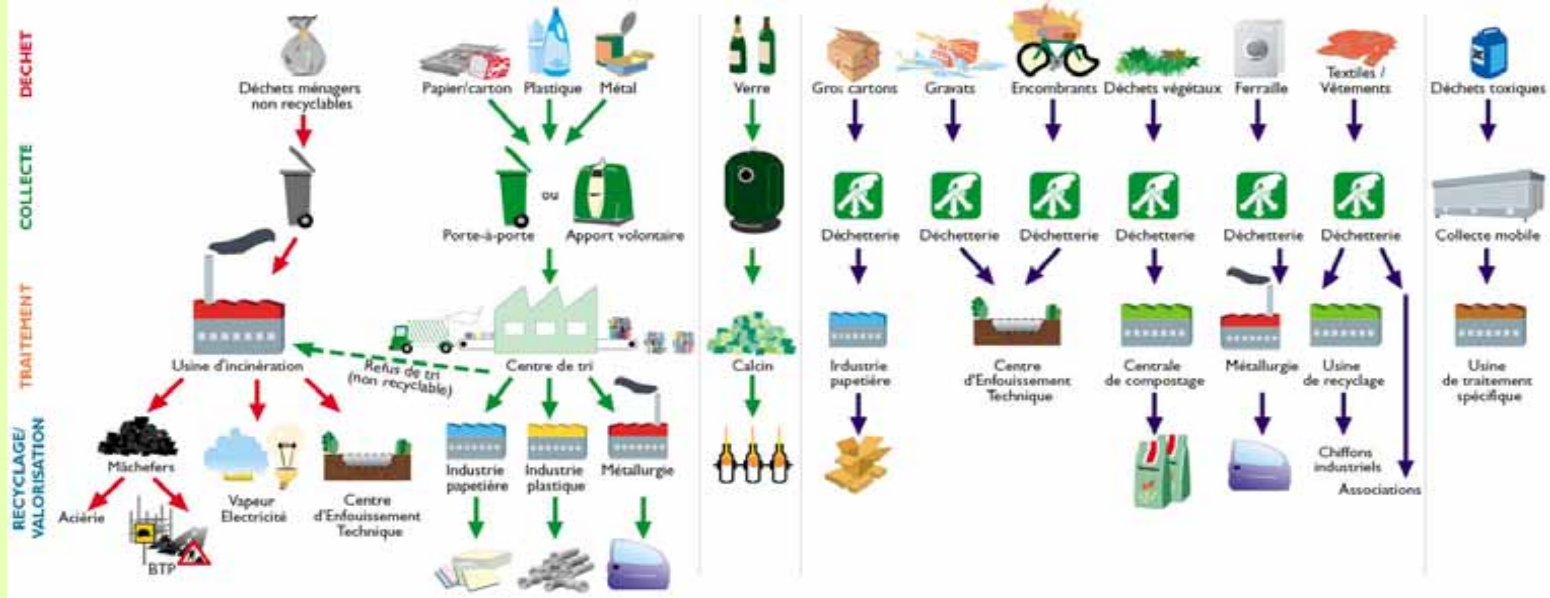 DECHET
Déchets ménagers
non recyclables
Papier/carton
Plastique
Métal
Verre
Gros cartons
Gravats
Encombrants
Déchets végétaux
Ferraille
Textiles /
Vêtements
Déchets toxiques
COLLECTE
ou
Porte-à-porte
Apport volontaire
Déchetterie
Déchetterie
Déchetterie
Déchetterie
Déchetterie
Déchetterie
Collecte mobile
TRAITEMENT
Usine d'incinération
Refus de tri
(non recyclable)
Centre de tri
Calcin
Industrie
papetière
Centre
d'Enfouissement
Technique
Centrale
de compostage
Métallurgie
Usine
de recyclage
Usine
de traitement
spécifique
RECYCLAGE/
VALORISATION
Mâchefers
Aciérie
BTP
Vapeur
Electricité
Centre
d'Enfouissement
Technique
Industrie
papetière
Industrie
plastique
Métallurgie
Chiffons
industriels
Associations